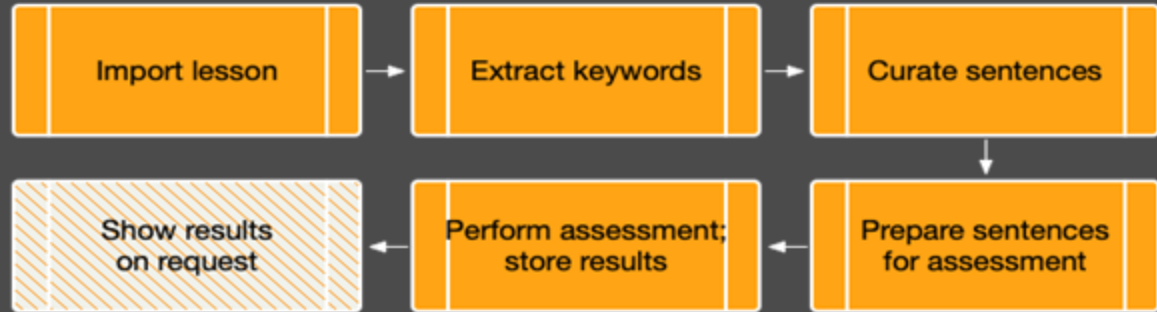 Import lesson
Extract keywords
Curate sentences
Prepare sentences
for assessment
Perform assessment;
store results
Show results
on request